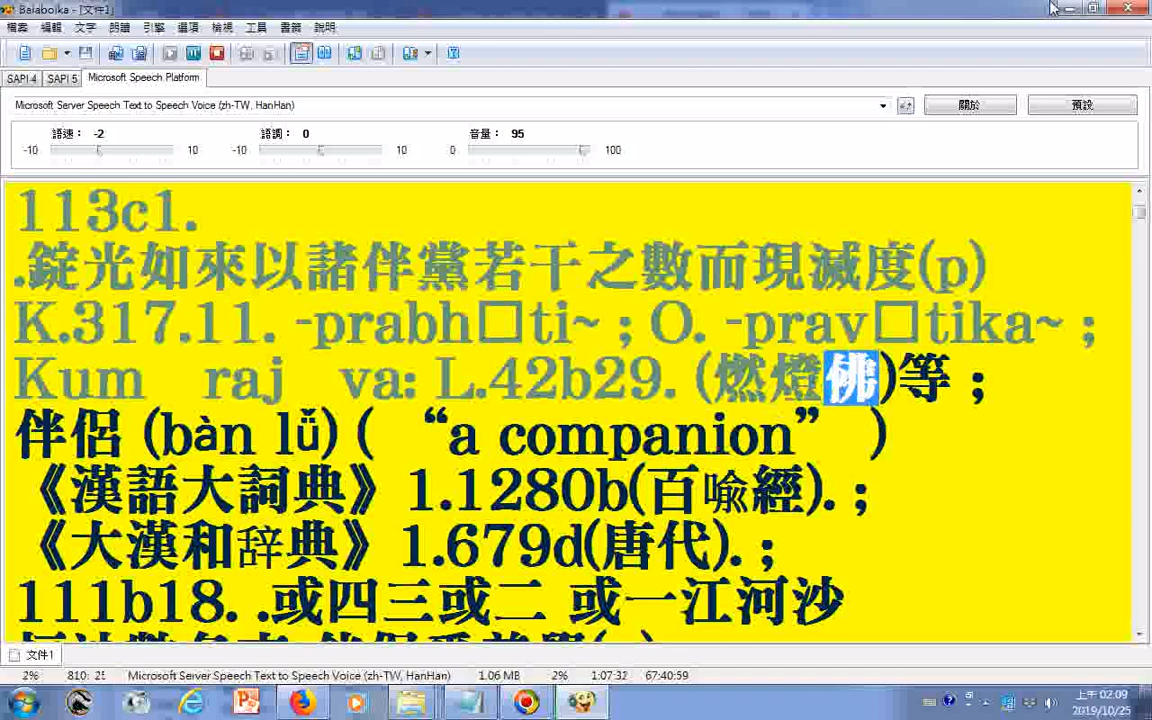 Balabolka - [文件1]
檔案 編輯 文字 朗讀 引擎 選項 檢視 工具 書籤 說明
SAPI 4 SAPI 5 Microsoft Speech Platform
Microsoft Server Speech Text to Speech Voice (zh-TW, HanHan) 關於 預設
語速: -2 語調: 0 音量: 95
-10 10 -10 10 0 100
113c1.
.錠光如來以諸伴黨若干之數而現滅度(p)
K.317.11. -prabh□ti~ ; O. -prav□tika~ ;
Kum raj va: L.42b29. (燃燈佛)等 ;
伴侶 (bàn lǚ) ( “a companion” )
《漢語大詞典》 1.1280b(百喻經). ;
《大漢和辞典》 1.679d(唐代). ;
111b18. .或四三或二 或一江河沙
文件1
2% 810: Microsoft Server Speech Text to Speech Voice (zh-TW, HanHan) 1.06 MB 2% 1:07:32 67:40:59
上午 02:09
2019/10/25